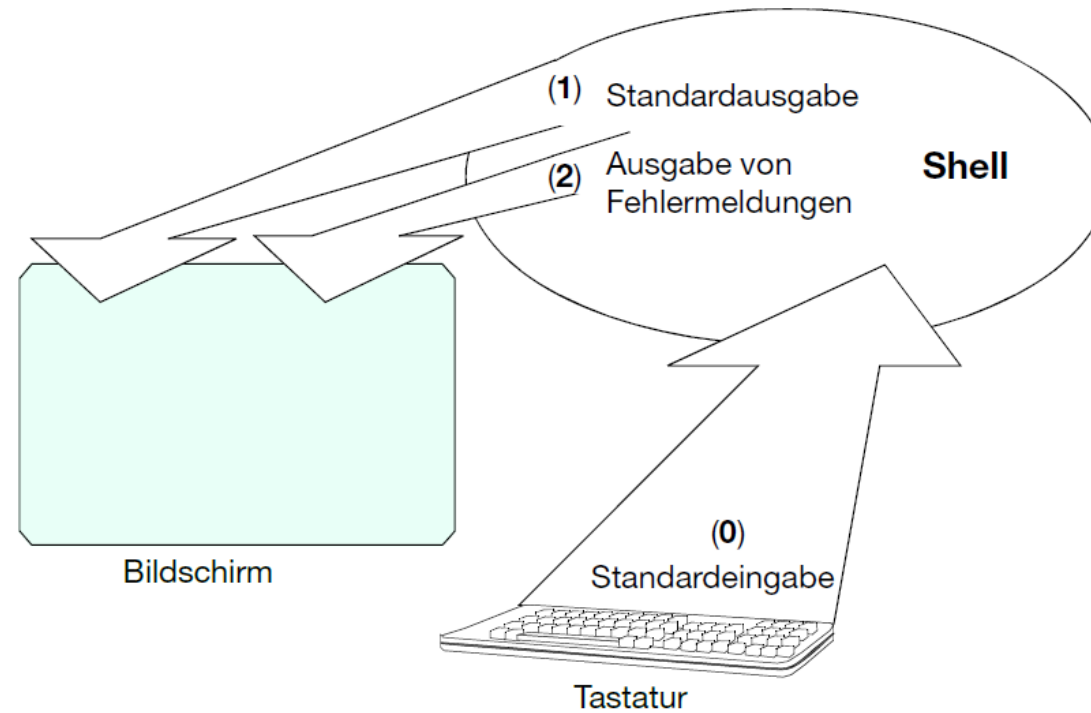 (1) Standardausgabe
(2) Ausgabe von
Fehlermeldungen
Shell
Bildschirm
(0)
Standardeingabe
Tastatur